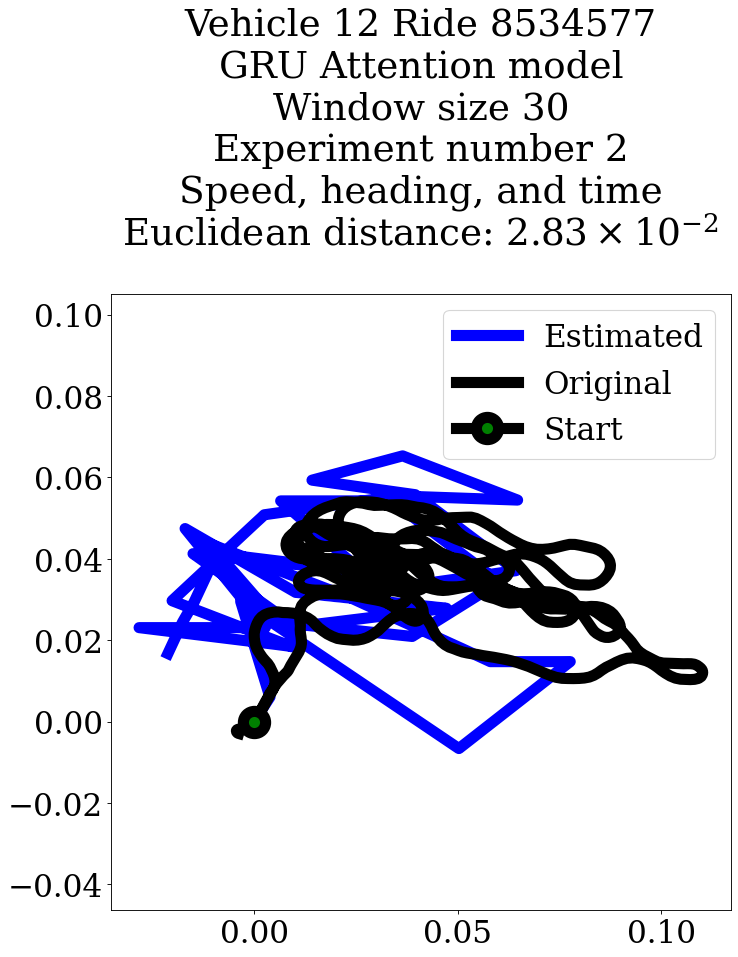 Vehicle 12 Ride 8534577
GRU Attention model
Window size 30
Experiment number 2
Speed, heading, and time
Euclidean distance: 2.83 × 10⁻²
Estimated
Original
Start
0.10
0.08
0.06
0.04
0.02
0.00
−0.02
−0.04
0.00 0.05 0.10